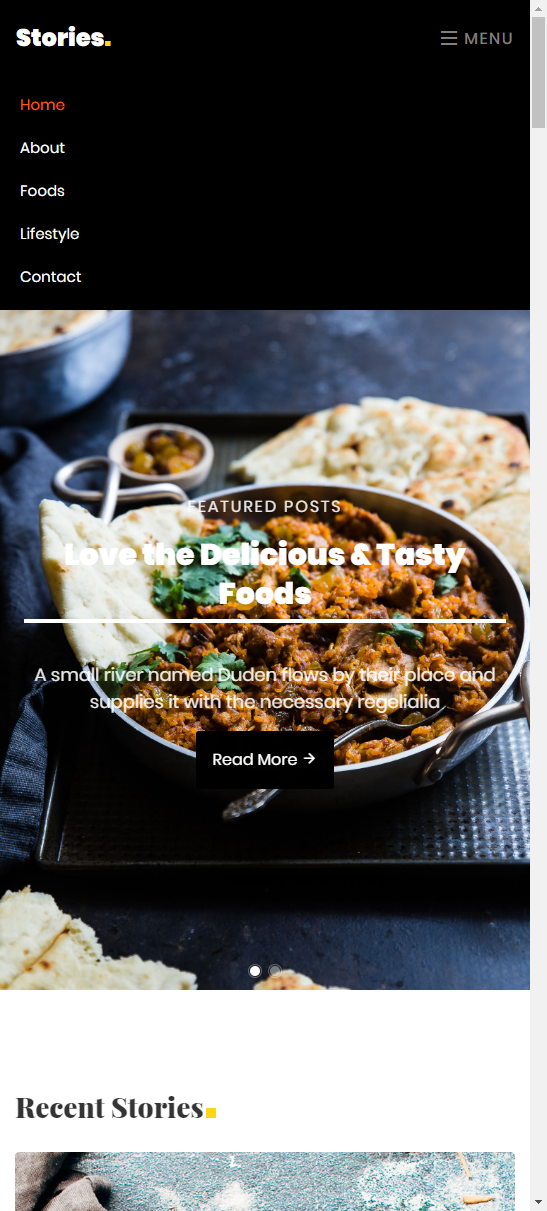 Stories.
MENU
Home
About
Foods
Lifestyle
Contact
FEATURED POSTS
Love the Delicious & Tasty
Foods
A small river named Duden flows by their place and
supplies it with the necessary regelialia
Read More →
Recent Stories